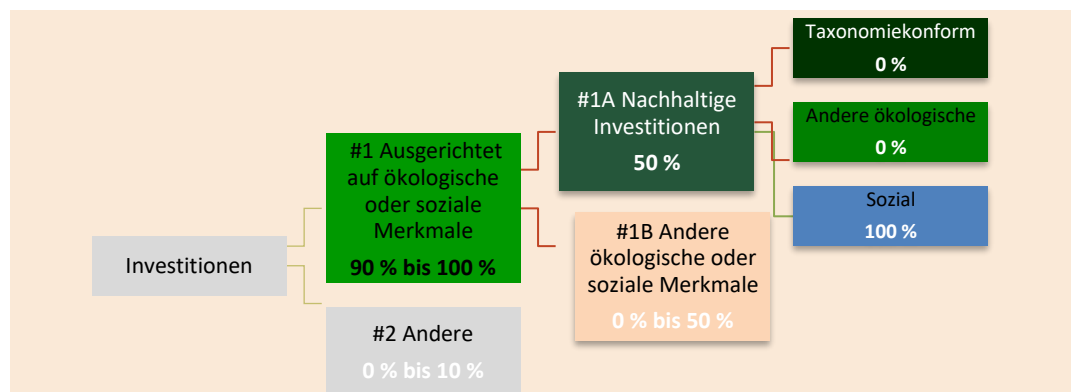 Investitionen
#1 Ausgerichtet
auf ökologische
oder soziale
Merkmale
90 % bis 100 %
#2 Andere
0 % bis 10 %
#1A Nachhaltige
Investitionen
50 %
#1B Andere
ökologische oder
soziale Merkmale
0 % bis 50 %
Taxonomiekonform
0 %
Andere ökologische
0 %
Sozial
100 %